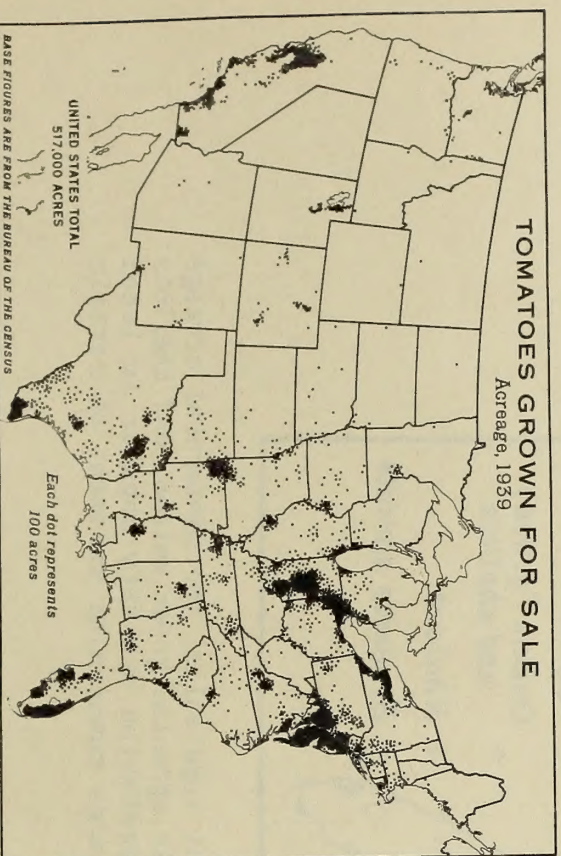 TOMATOES GROWN FOR SALE
Acreage, 1939
UNITED STATES TOTAL
517,000 ACRES
Each dot represents
100 acres
BASE FIGURES ARE FROM THE BUREAU OF THE CENSUS